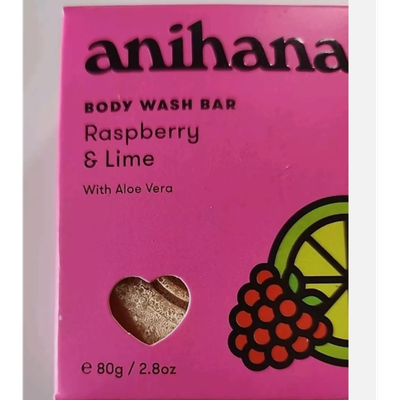 anihana
BODY WASH BAR
Raspberry
& Lime
With Aloe Vera
℮ 80g / 2.8oz